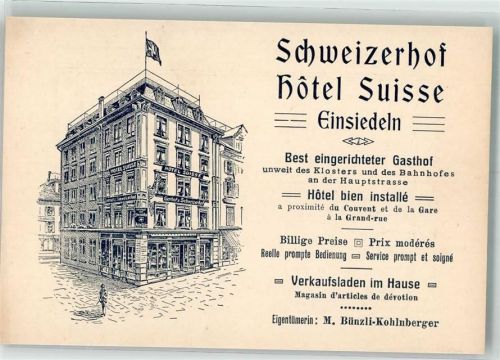 Schweizerhof
Hôtel Suisse
Einsiedeln
Best eingerichteter Gasthof
unweit des Klosters und des Bahnhofes
an der Hauptstrasse
Hôtel bien installé
a proximité du Couvent et de la Gare
à la Grand-rue
Billige Preise Prix modérés
Reelle prompte Bedienung Service prompt et soigné
Verkaufsladen im Hause
Magasin d'articles de dévotion
Eigentümerin: M. Bünzli-Kohlnberger
HOTEL SUISSE